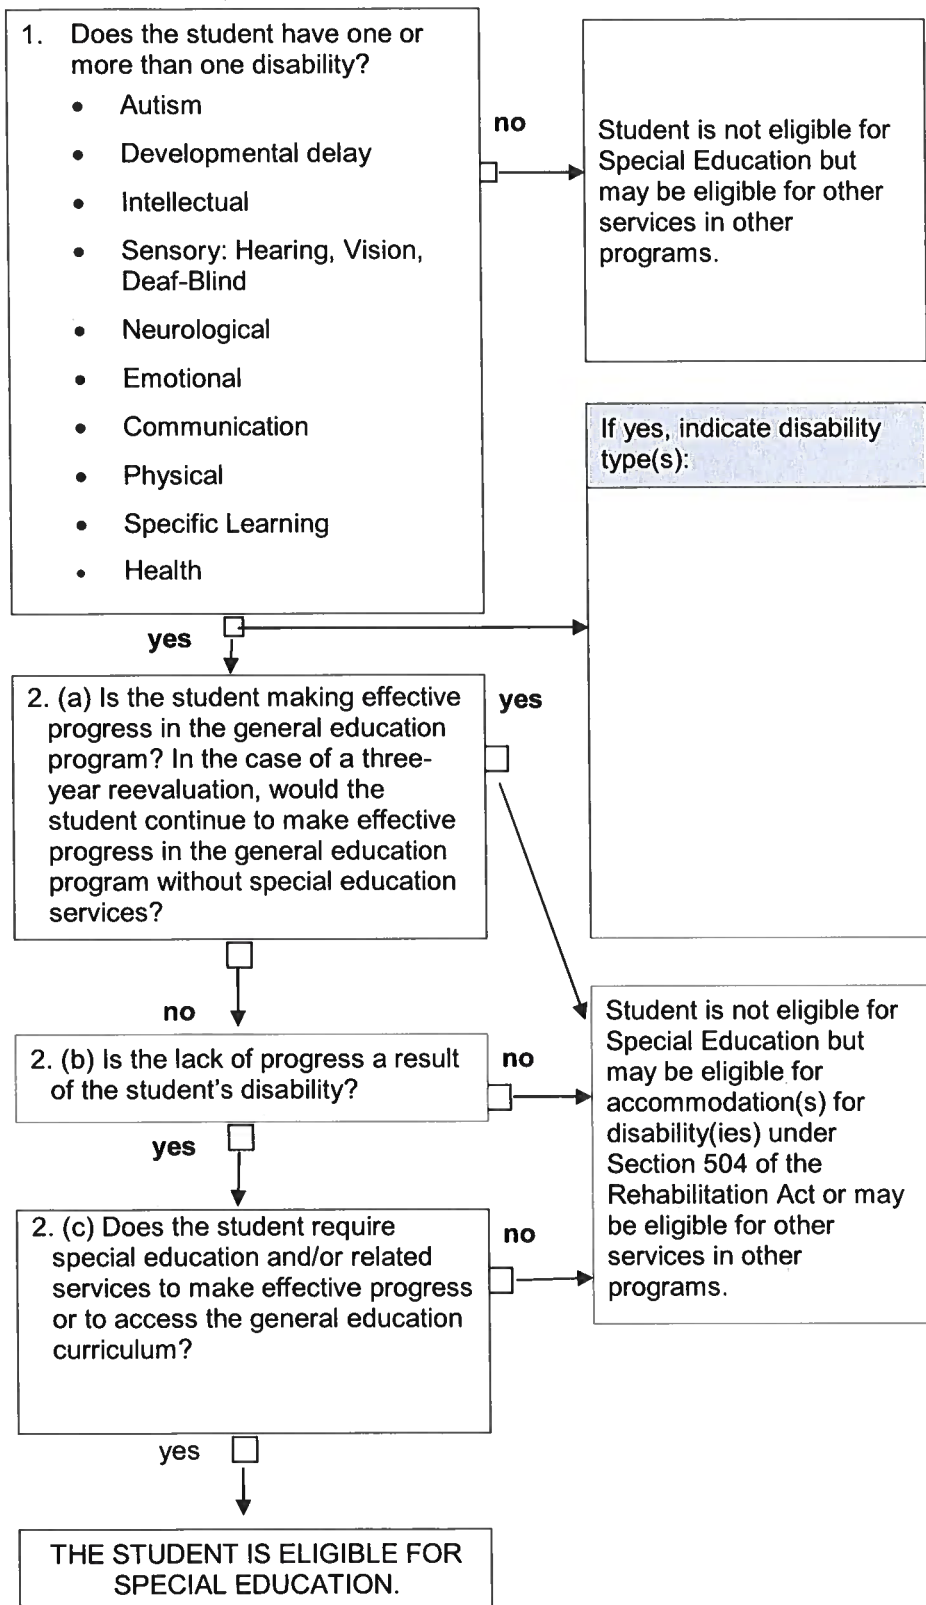 1. Does the student have one or
more than one disability?
• Autism
• Developmental delay
• Intellectual
• Sensory: Hearing, Vision,
Deaf-Blind
• Neurological
• Emotional
• Communication
• Physical
• Specific Learning
• Health
no
Student is not eligible for
Special Education but
may be eligible for other
services in other
programs.
If yes, indicate disability
type(s):
yes
2. (a) Is the student making effective
progress in the general education
program? In the case of a three-
year reevaluation, would the
student continue to make effective
progress in the general education
program without special education
services?
yes
no
2. (b) Is the lack of progress a result
of the student's disability?
no
Student is not eligible for
Special Education but
may be eligible for
accommodation(s) for
disability(ies) under
Section 504 of the
Rehabilitation Act or may
be eligible for other
services in other
programs.
yes
2. (c) Does the student require
special education and/or related
services to make effective progress
or to access the general education
curriculum?
no
yes
THE STUDENT IS ELIGIBLE FOR
SPECIAL EDUCATION.